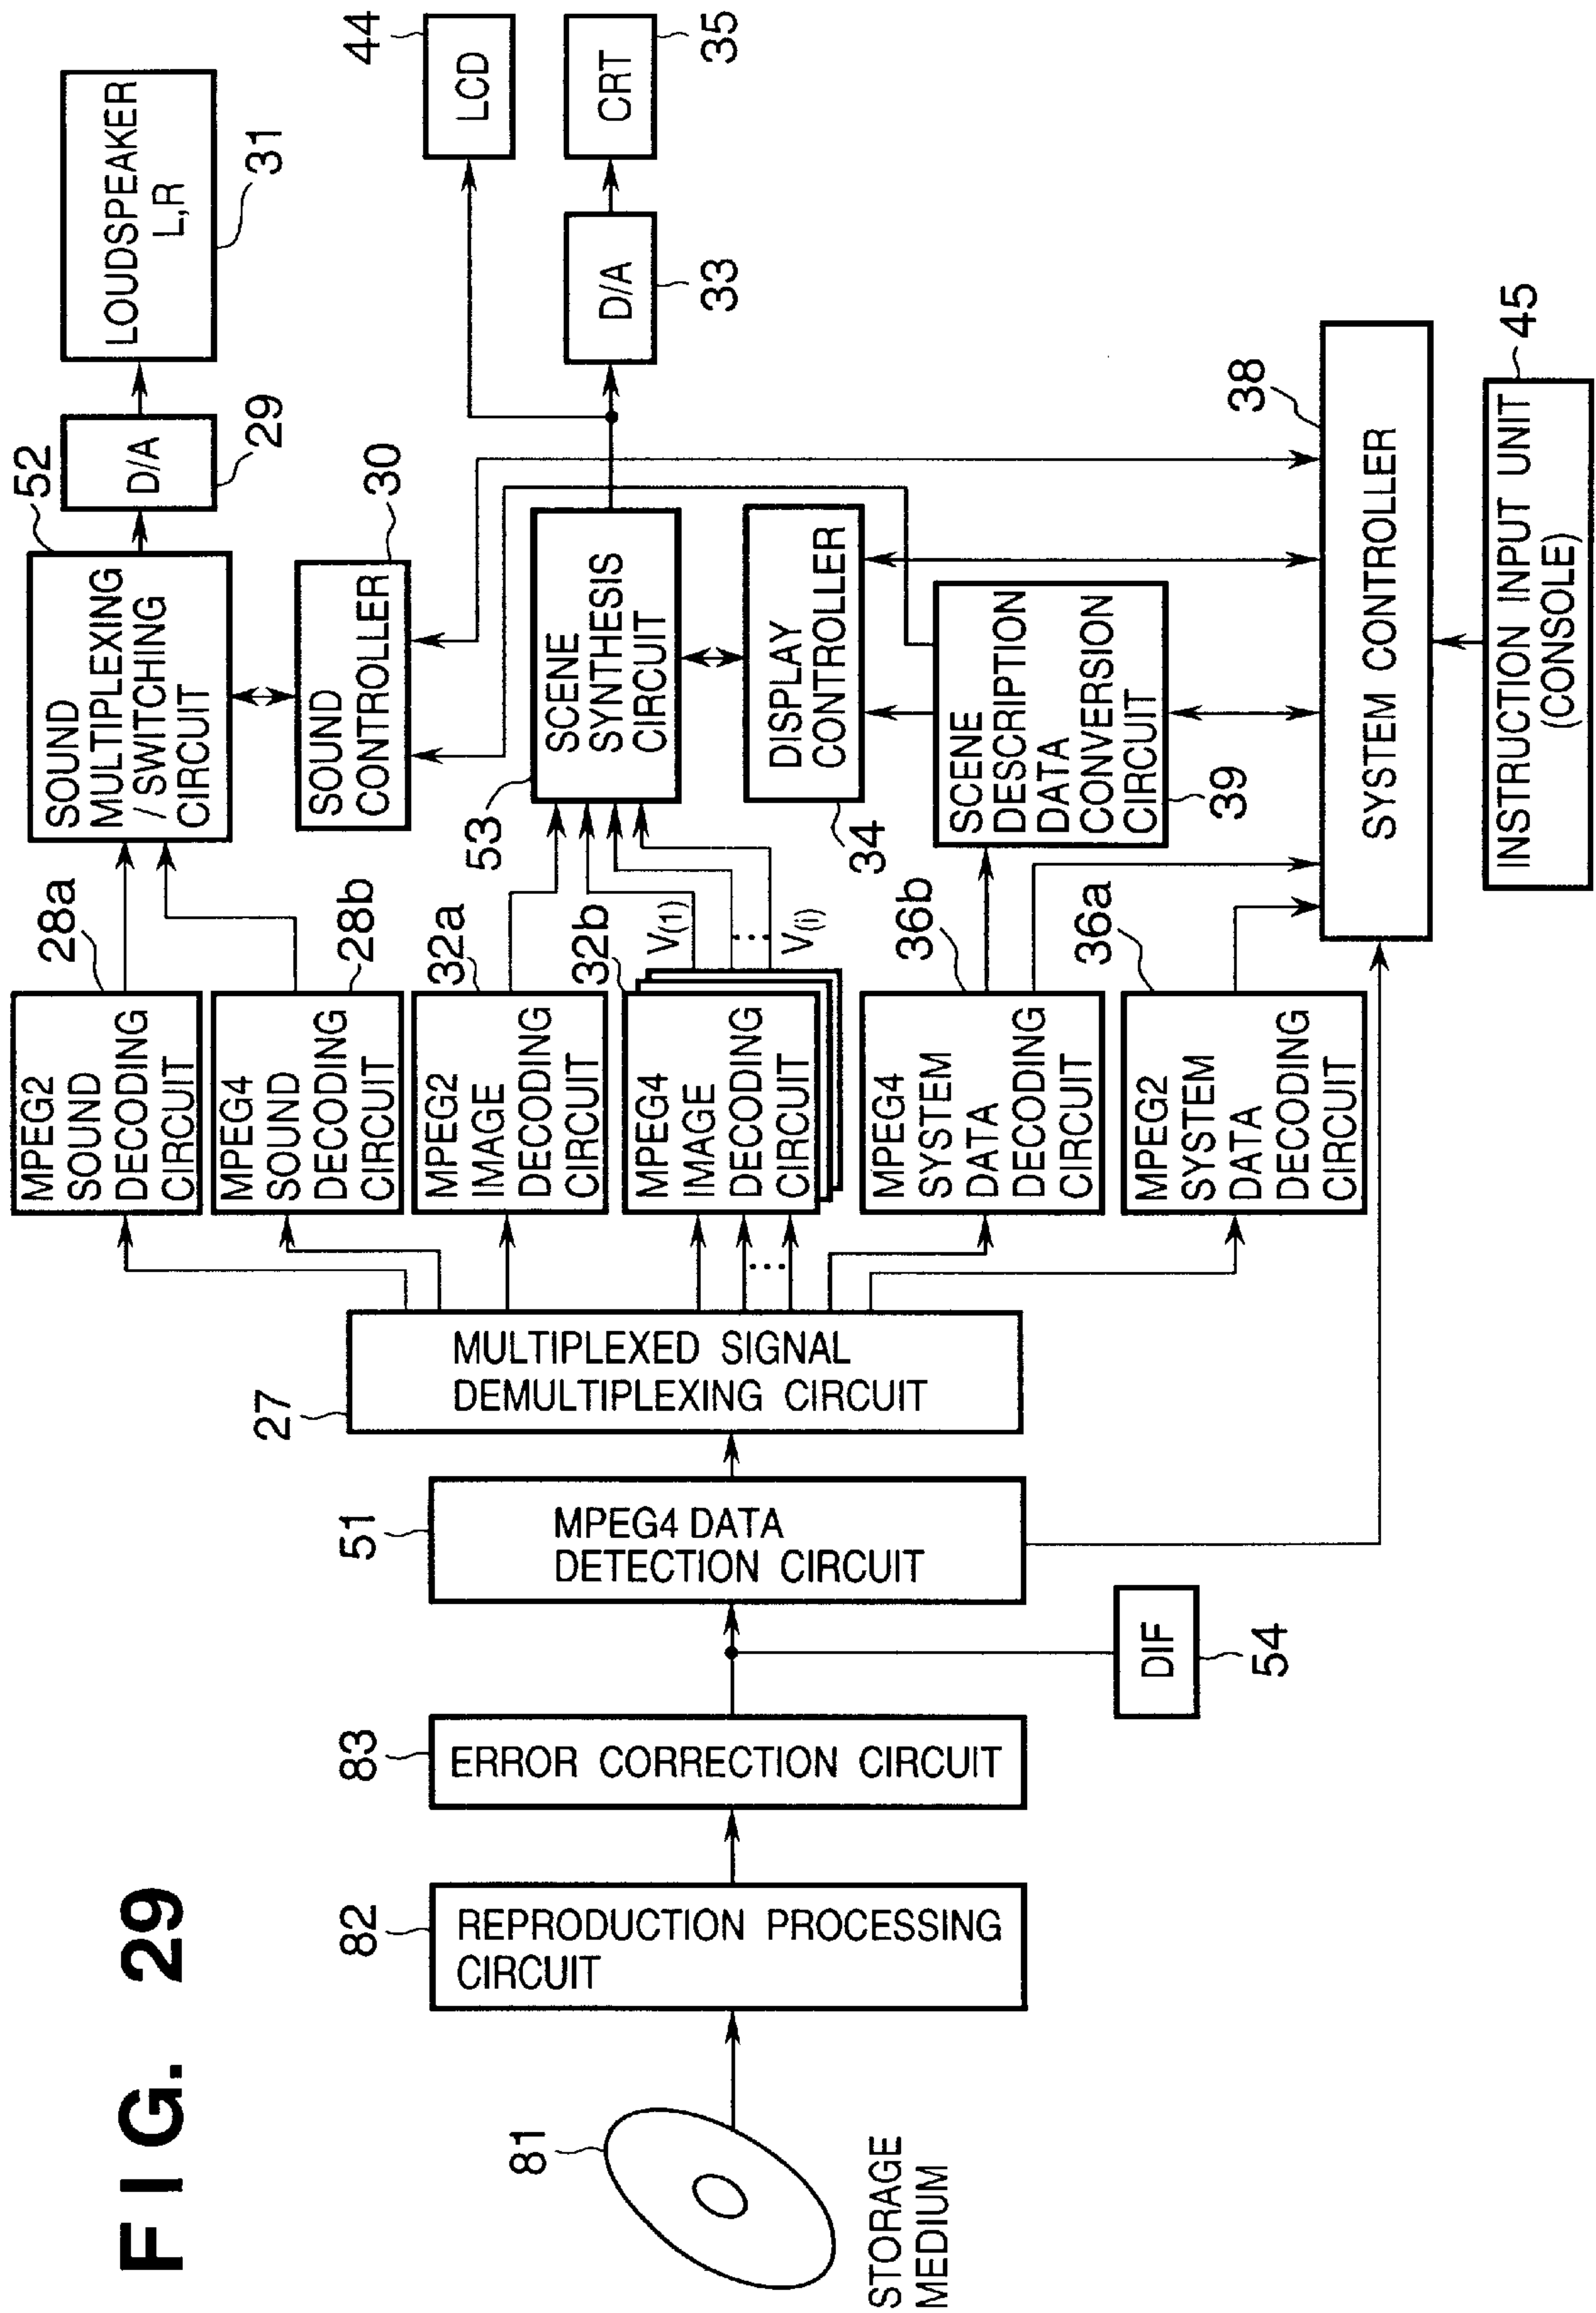 FIG. 29
81
STORAGE
MEDIUM
82
REPRODUCTION PROCESSING
CIRCUIT
83
ERROR CORRECTION CIRCUIT
DIF
54
51
MPEG4 DATA
DETECTION CIRCUIT
27
MULTIPLEXED SIGNAL
DEMULTIPLEXING CIRCUIT
MPEG2
SOUND
DECODING
CIRCUIT
28a
MPEG4
SOUND
DECODING
CIRCUIT
28b
MPEG2
IMAGE
DECODING
CIRCUIT
32a
MPEG4
IMAGE
DECODING
CIRCUIT
32b
V(1)
V(i)
MPEG4
SYSTEM
DATA
DECODING
CIRCUIT
36b
MPEG2
SYSTEM
DATA
DECODING
CIRCUIT
36a
SOUND
MULTIPLEXING
/ SWITCHING
CIRCUIT
52
SOUND
CONTROLLER
30
53
SCENE
SYNTHESIS
CIRCUIT
DISPLAY
CONTROLLER
34
SCENE
DESCRIPTION
DATA
CONVERSION
CIRCUIT
39
SYSTEM CONTROLLER
38
INSTRUCTION INPUT UNIT
(CONSOLE)
45
D/A
29
LOUDSPEAKER
L,R
31
D/A
33
LCD
44
CRT
35